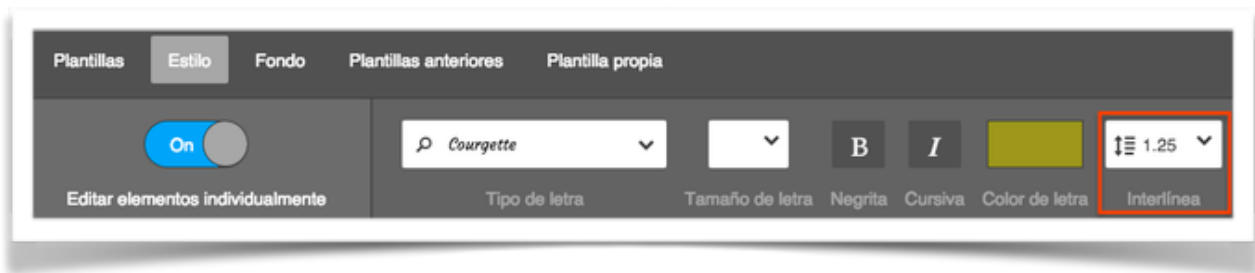 Plantillas Estilo Fondo Plantillas anteriores Plantilla propia
On Courgette B I 1.25
Editar elementos individualmente Tipo de letra Tamaño de letra Negrita Cursiva Color de letra Interlínea